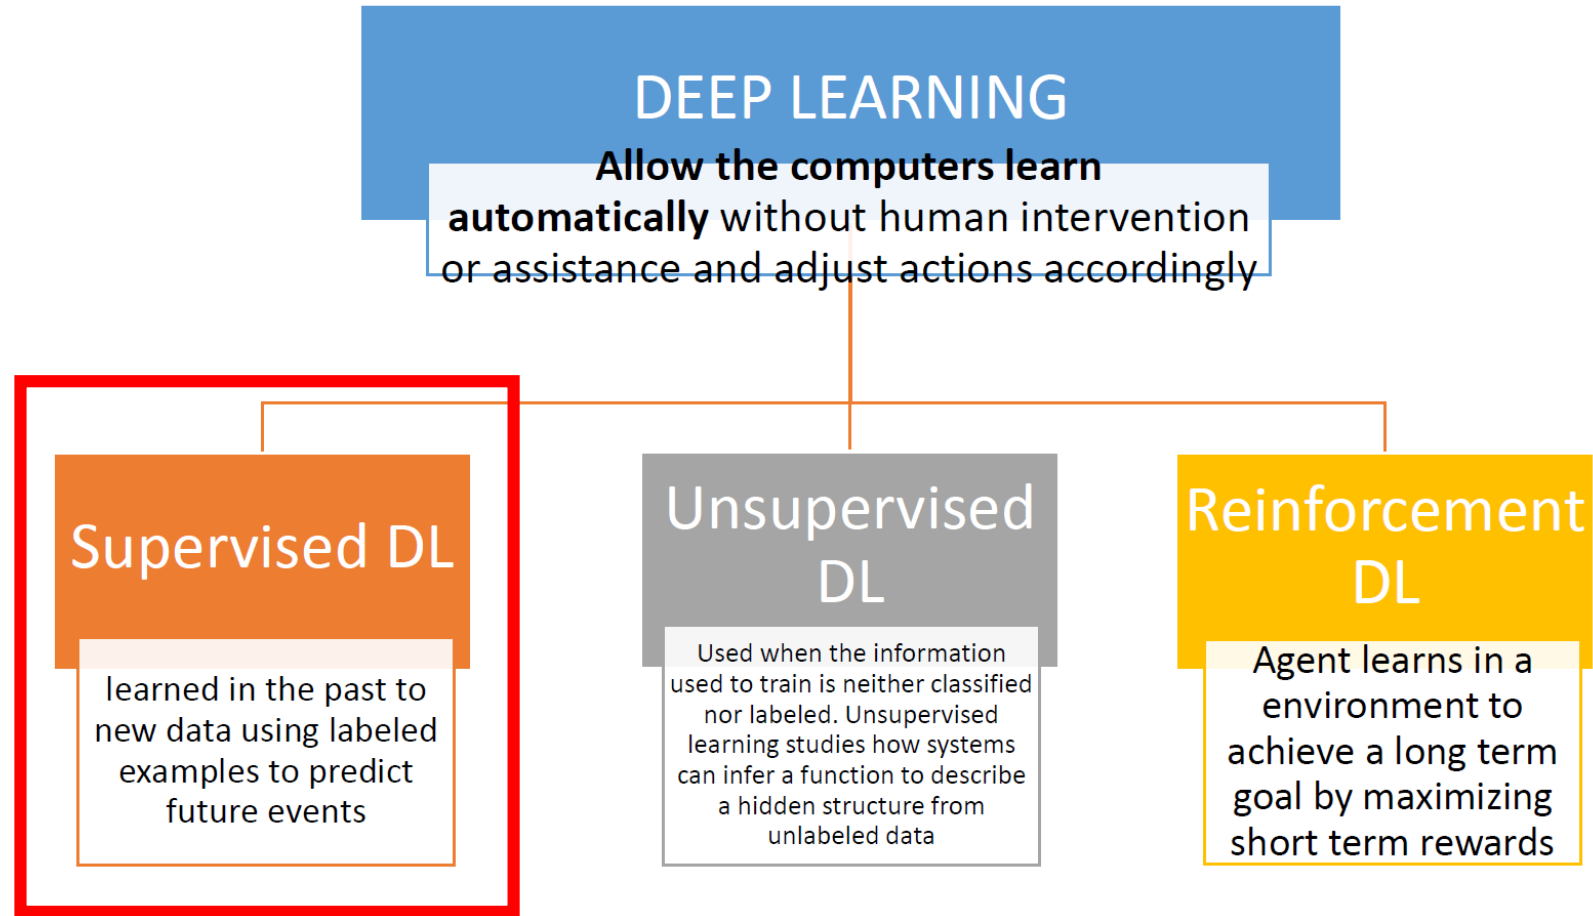 DEEP LEARNING
Allow the computers learn
automatically without human intervention
or assistance and adjust actions accordingly
Supervised DL
learned in the past to
new data using labeled
examples to predict
future events
Unsupervised
DL
Used when the information
used to train is neither classified
nor labeled. Unsupervised
learning studies how systems
can infer a function to describe
a hidden structure from
unlabeled data
Reinforcement
DL
Agent learns in a
environment to
achieve a long term
goal by maximizing
short term rewards